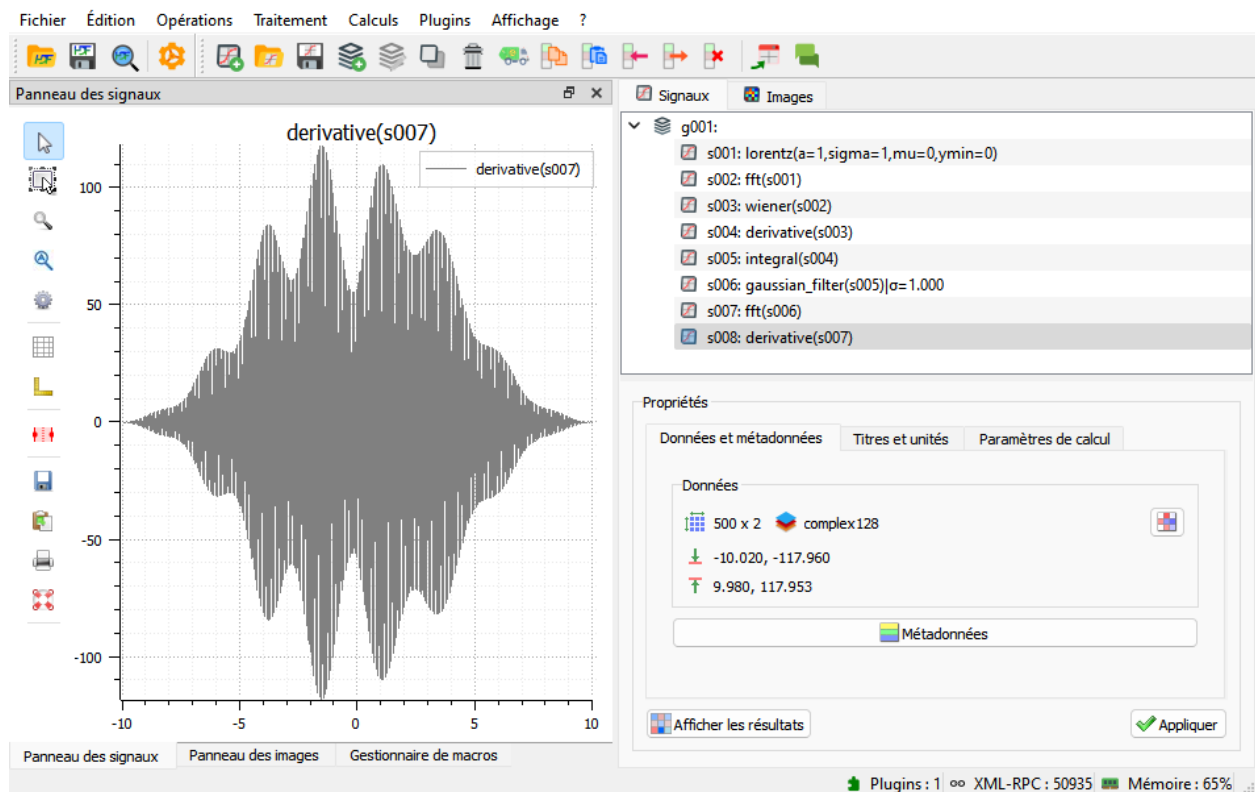 Fichier Édition Opérations Traitement Calculs Plugins Affichage ?
Panneau des signaux
derivative(s007)
derivative(s007)
100
50
0
-50
-100
-10 -5 0 5 10
Panneau des signaux Panneau des images Gestionnaire de macros
Signaux Images
g001:
s001: lorentz(a=1,sigma=1,mu=0,ymin=0)
s002: fft(s001)
s003: wiener(s002)
s004: derivative(s003)
s005: integral(s004)
s006: gaussian_filter(s005)|σ=1.000
s007: fft(s006)
s008: derivative(s007)
Propriétés
Données et métadonnées Titres et unités Paramètres de calcul
Données
500 x 2 complex128
-10.020, -117.960
9.980, 117.953
Métadonnées
Afficher les résultats Appliquer
Plugins : 1 XML-RPC : 50935 Mémoire : 65%